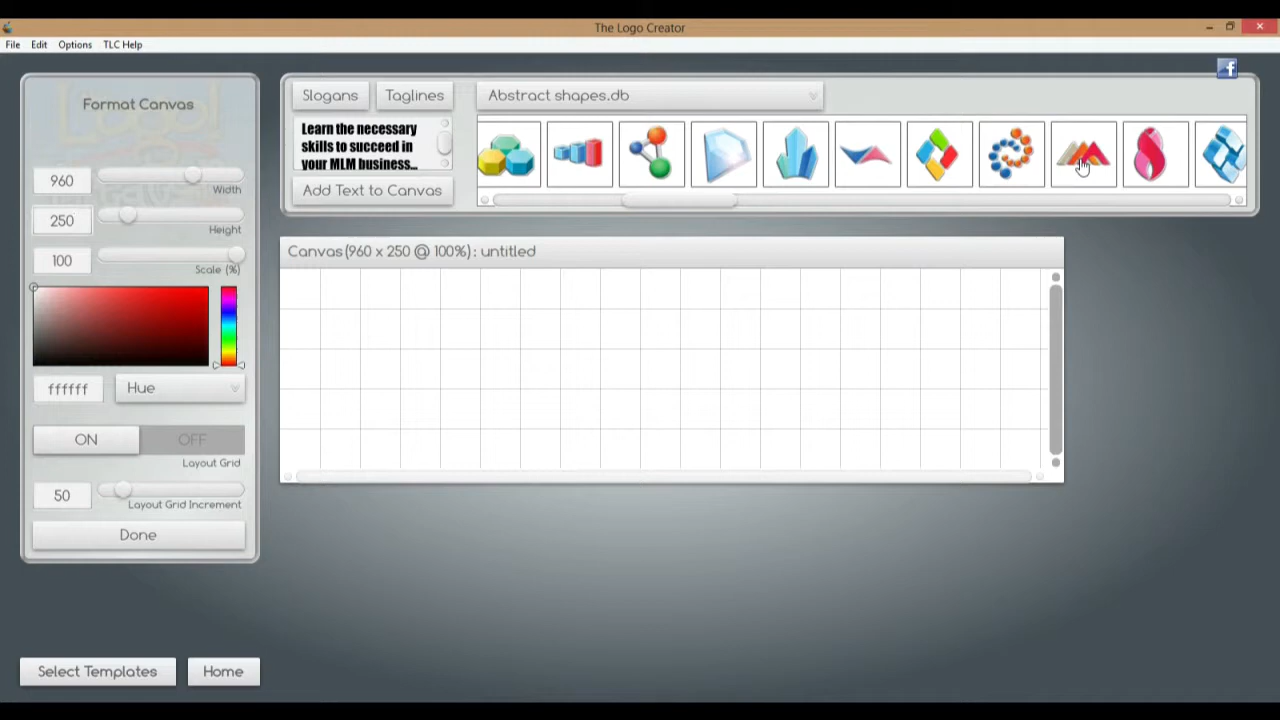 The Logo Creator
File Edit Options TLC Help
Format Canvas
960
Width
250
Height
100
Scale (%)
ffffff Hue
ON OFF
Layout Grid
50
Layout Grid Increment
Done
Slogans Taglines Abstract shapes.db
Learn the necessary
skills to succeed in
your MLM business...
Add Text to Canvas
f
Canvas (960 x 250 @ 100%) : untitled
Select Templates Home